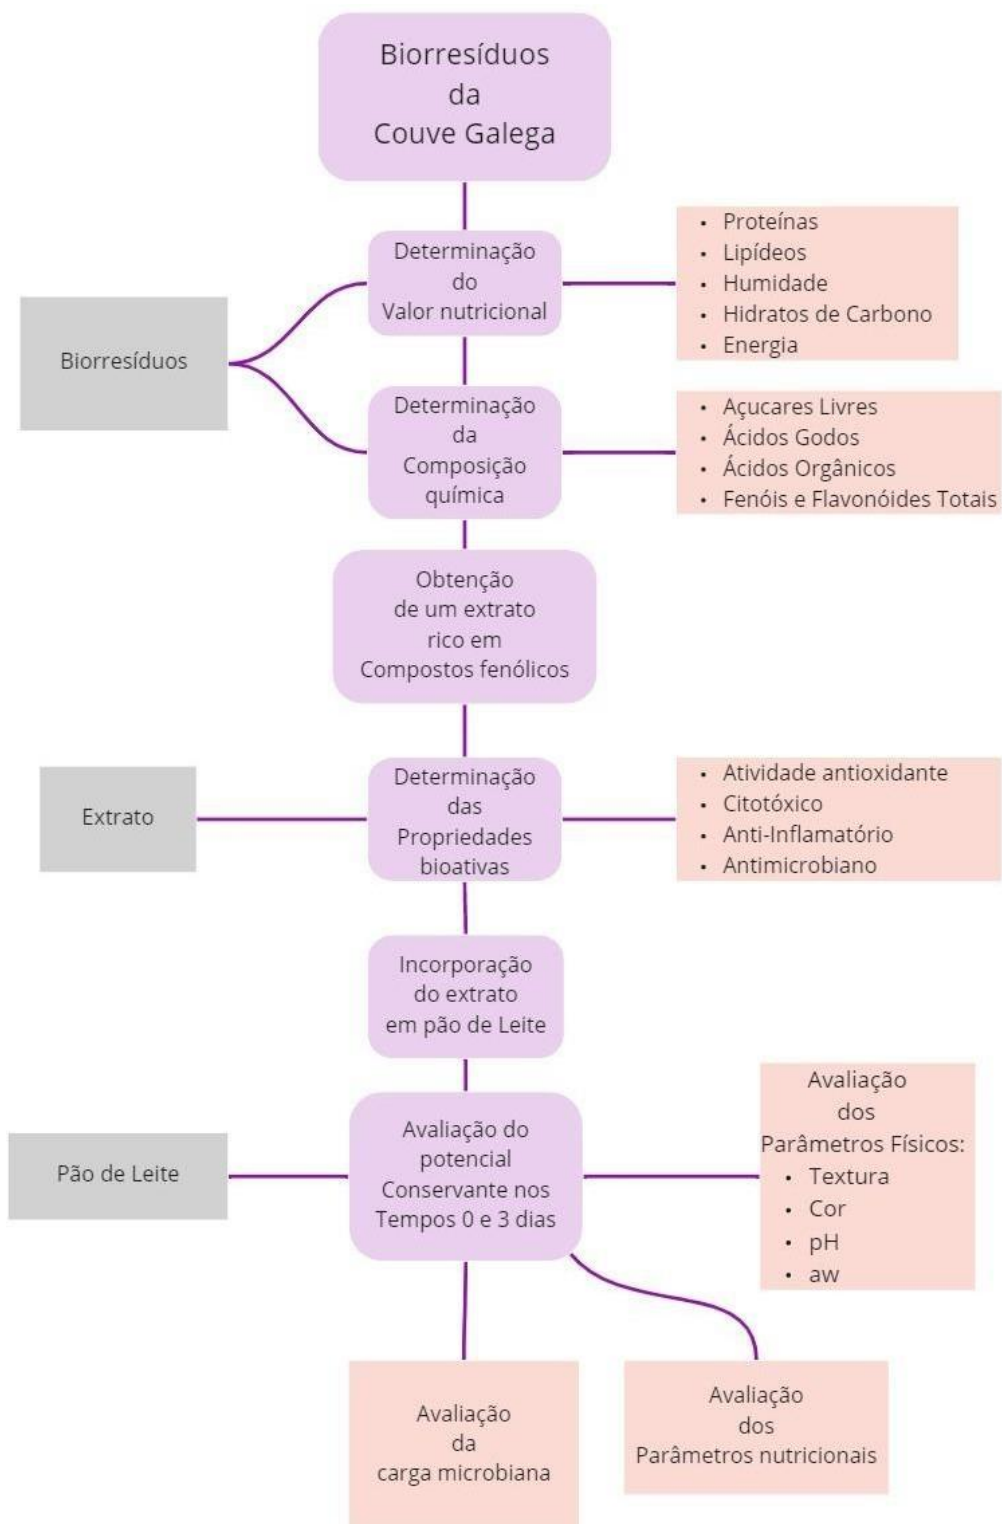 Biorresíduos
da
Couve Galega
Determinação
do
Valor nutricional
• Proteínas
• Lipídeos
• Humidade
• Hidratos de Carbono
• Energia
Biorresíduos
Determinação
da
Composição
química
• Açucares Livres
• Ácidos Godos
• Ácidos Orgânicos
• Fenóis e Flavonóides Totais
Obtenção
de um extrato
rico em
Compostos fenólicos
Extrato
Determinação
das
Propriedades
bioativas
• Atividade antioxidante
• Citotóxico
• Anti-Inflamatório
• Antimicrobiano
Incorporação
do extrato
em pão de Leite
Pão de Leite
Avaliação do
potencial
Conservante nos
Tempos 0 e 3 dias
Avaliação
dos
Parâmetros Físicos:
• Textura
• Cor
• pH
• aw
Avaliação
da
carga microbiana
Avaliação
dos
Parâmetros nutricionais